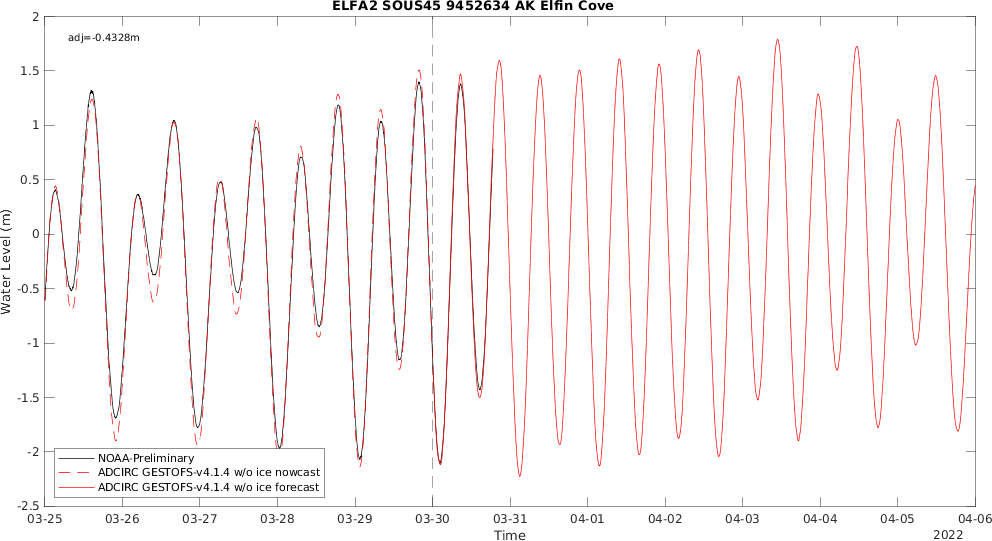 ELFA2 SOUS45 9452634 AK Elfin Cove
adj=-0.4328m
2
1.5
1
0.5
0
-0.5
-1
-1.5
-2
-2.5
Water Level (m)
NOAA-Preliminary
ADCIRC GESTOFS-v4.1.4 w/o ice nowcast
ADCIRC GESTOFS-v4.1.4 w/o ice forecast
03-25 03-26 03-27 03-28 03-29 03-30 03-31 04-01 04-02 04-03 04-04 04-05 04-06
Time
2022